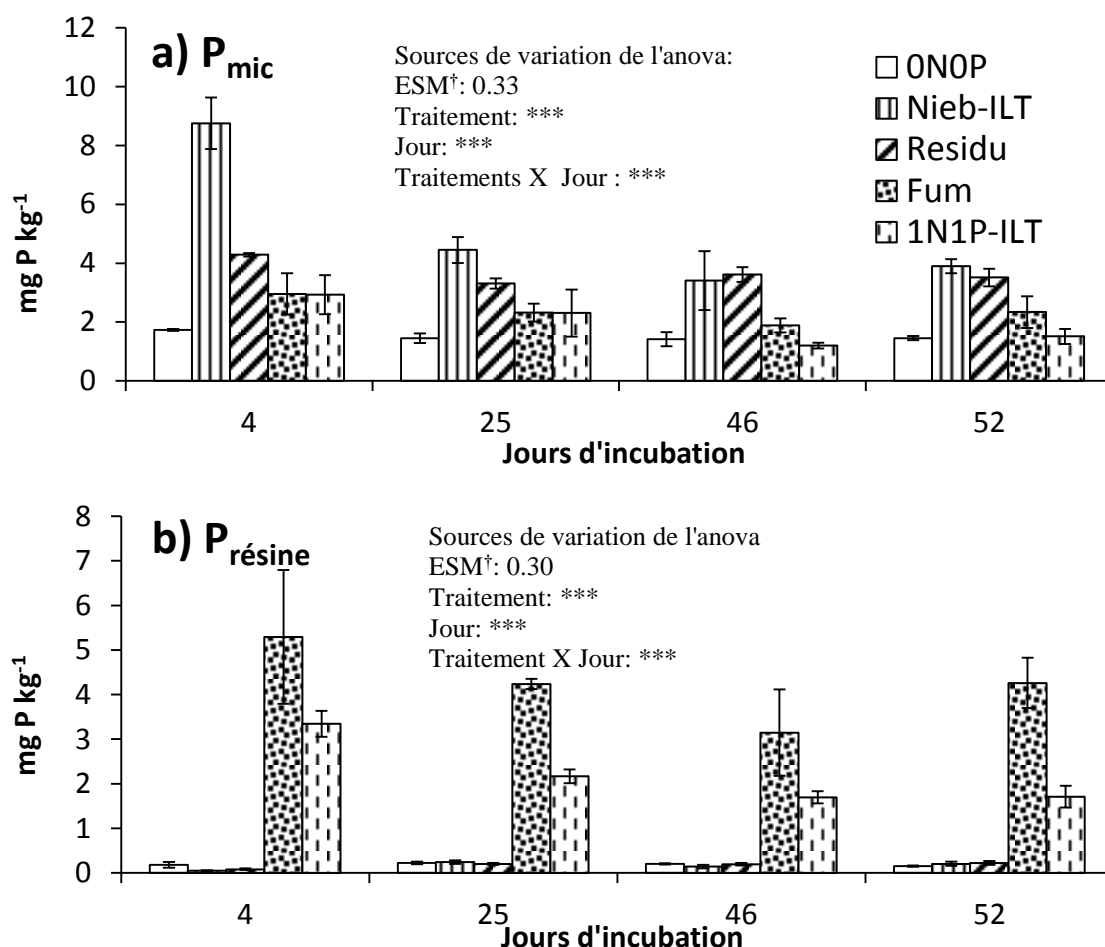 a) Pmic
Sources de variation de l'anova:
ESM†: 0.33
Traitement: ***
Jour: ***
Traitements X Jour : ***
0N0P
Nieb-ILT
Residu
Fum
1N1P-ILT
12
10
8
6
4
2
0
mg P kg-1
4 25 46 52
Jours d'incubation
b) Présine
Sources de variation de l'anova
ESM†: 0.30
Traitement: ***
Jour: ***
Traitement X Jour: ***
8
7
6
5
4
3
2
1
0
mg P kg-1
4 25 46 52
Jours d'incubation